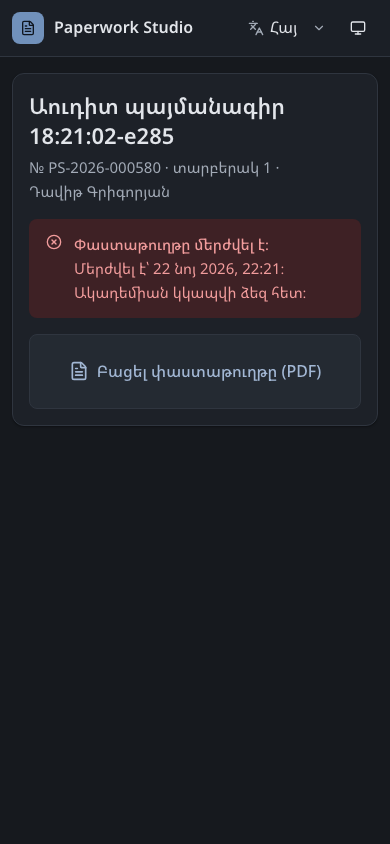 Paperwork Studio
Հայ
Աուդիտ պայմանագիր
18:21:02-e285
№ PS-2026-000580 · տարբերակ 1 ·
Դավիթ Գրիգորյան
Փաստաթուղթը մերժվել է:
Մերժվել է՝ 22 նոյ 2026, 22:21:
Ակադեմիան կկապվի ձեզ հետ:
Բացել փաստաթուղթը (PDF)